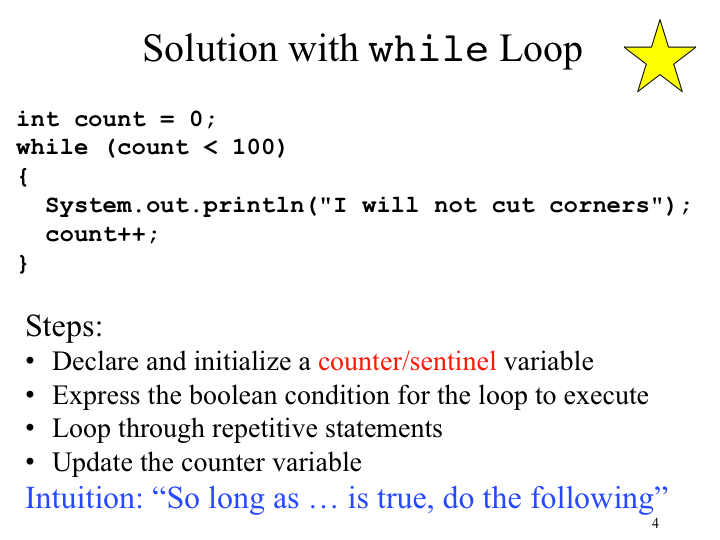 Solution with while Loop
int count = 0;
while (count < 100)
{
  System.out.println("I will not cut corners");
  count++;
}
Steps:
• Declare and initialize a counter/sentinel variable
• Express the boolean condition for the loop to execute
• Loop through repetitive statements
• Update the counter variable
Intuition: “So long as … is true, do the following”
4